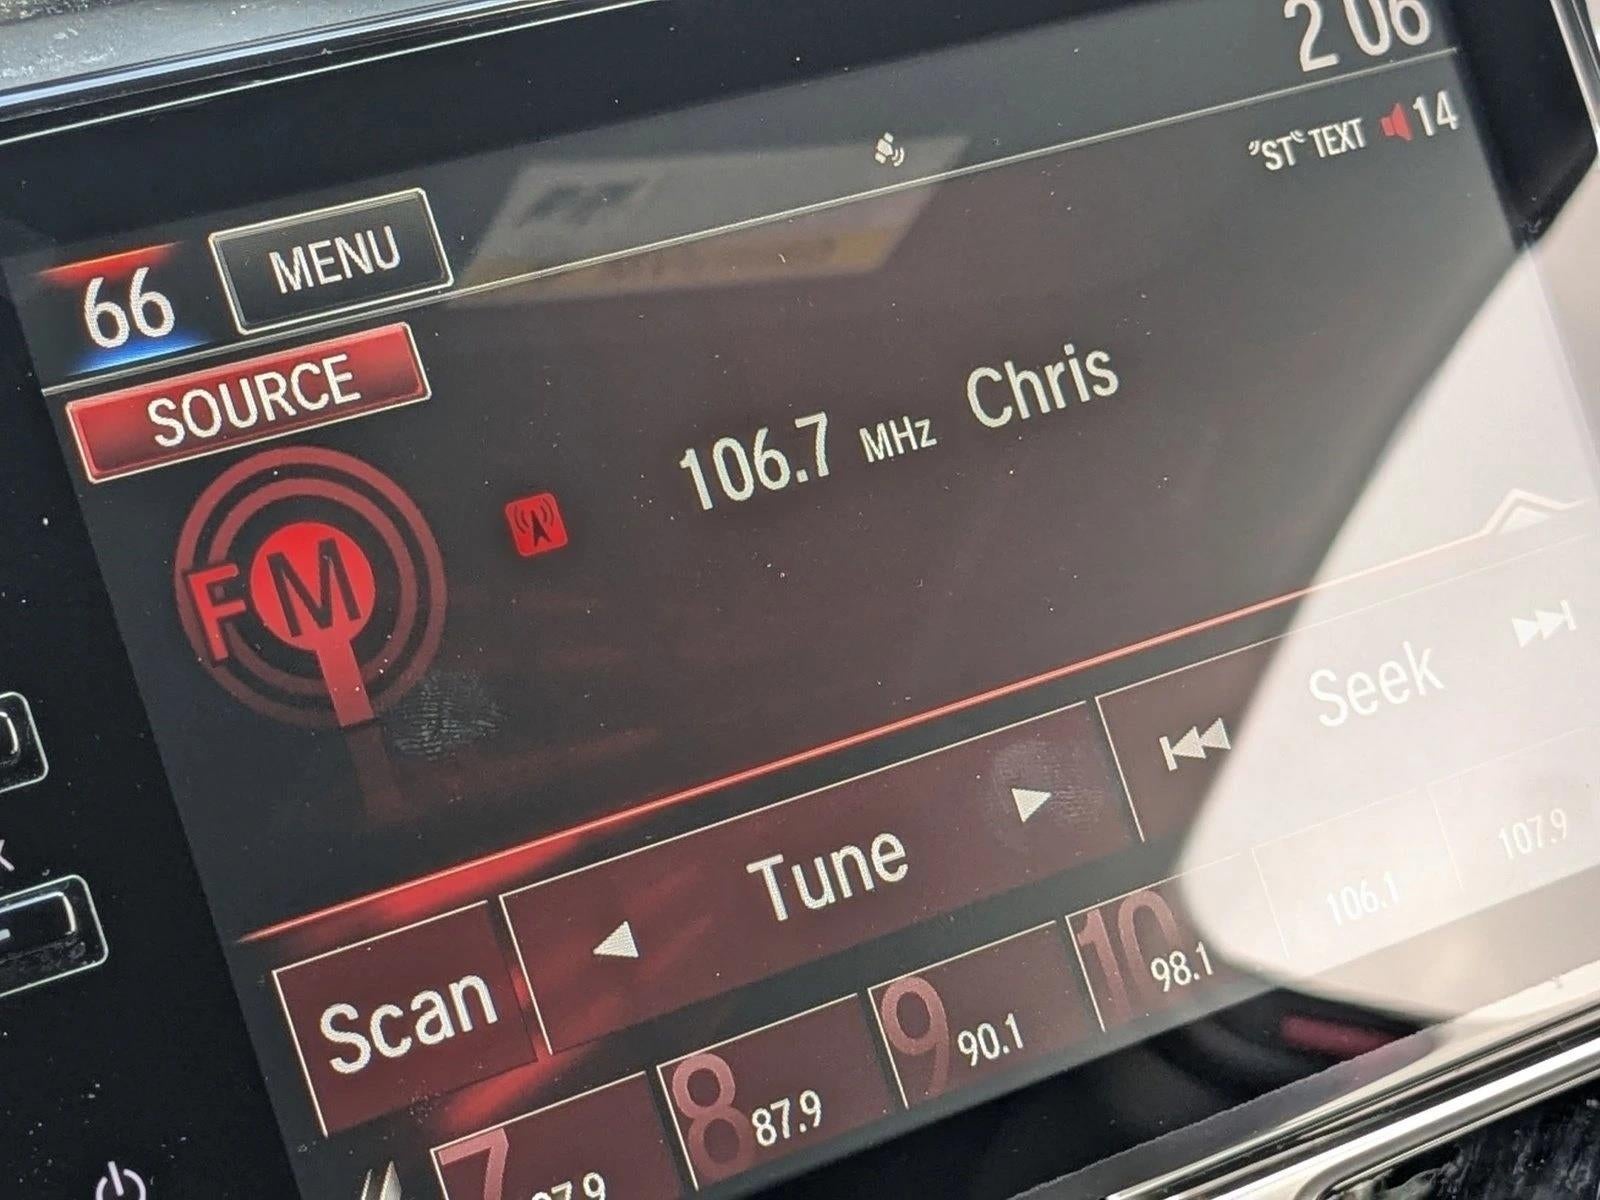 2 06
"ST" TEXT 14
66 MENU
SOURCE
106.7 MHz Chris
FM
Seek
Tune
Scan
107.9
106.1
10 98.1
9 90.1
8 87.9
7